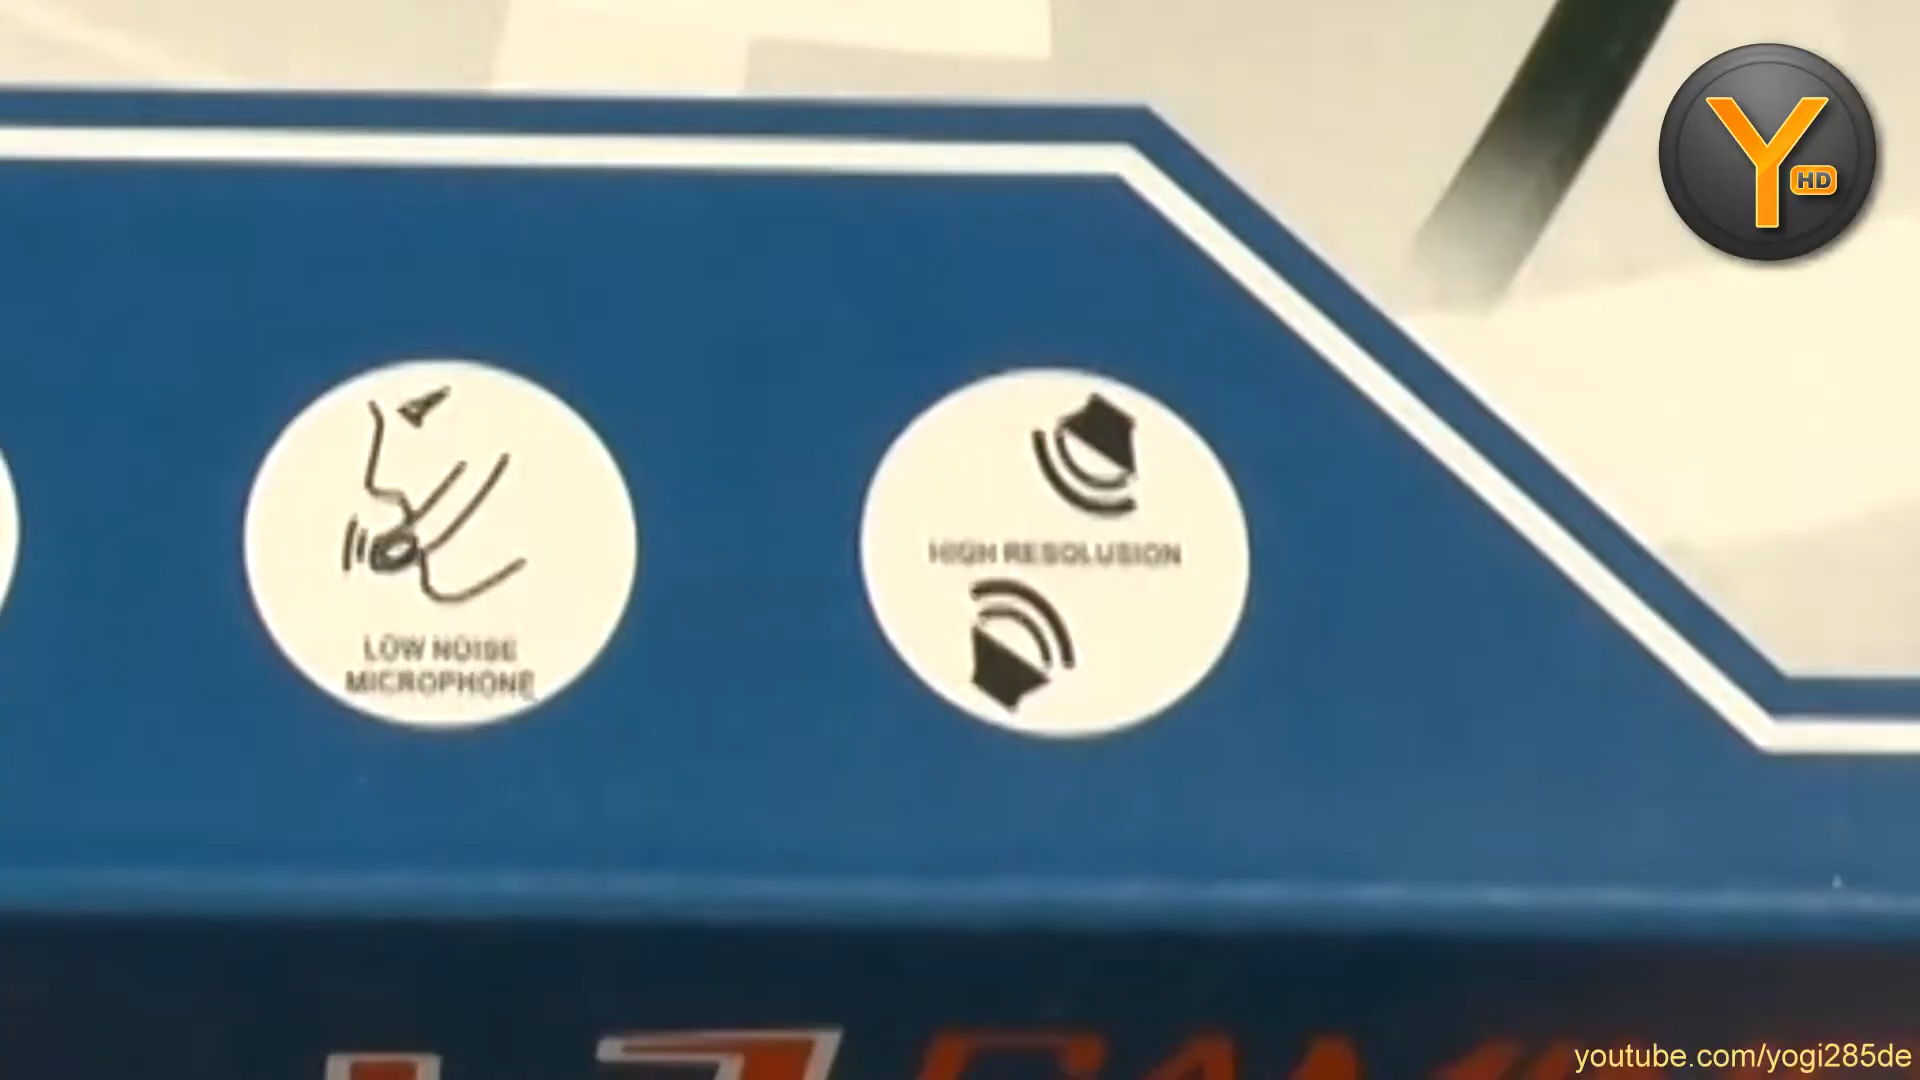 Y HD
LOW NOISE
MICROPHONE
HIGH RESOLUSION
youtube.com/yogi285de